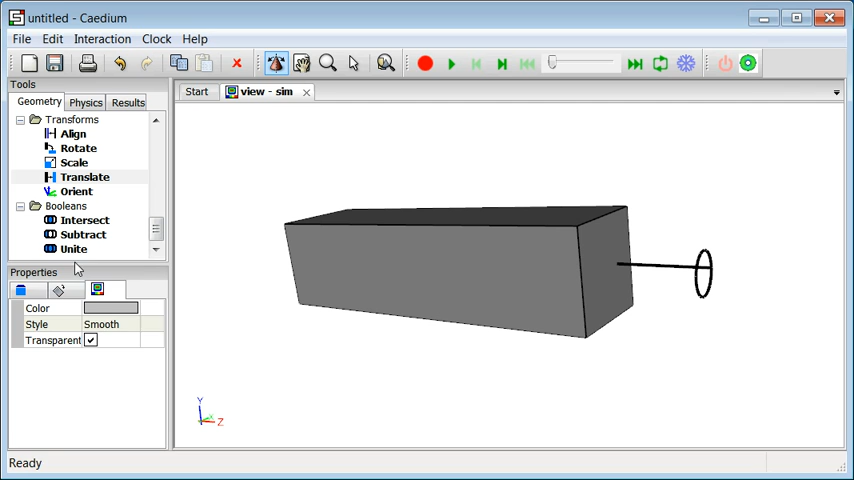 untitled - Caedium
File Edit Interaction Clock Help
Tools
Geometry Physics Results
Transforms
Align
Rotate
Scale
Translate
Orient
Booleans
Intersect
Subtract
Unite
Properties
Color
Style Smooth
Transparent
Start view - sim
Y
Z
Ready